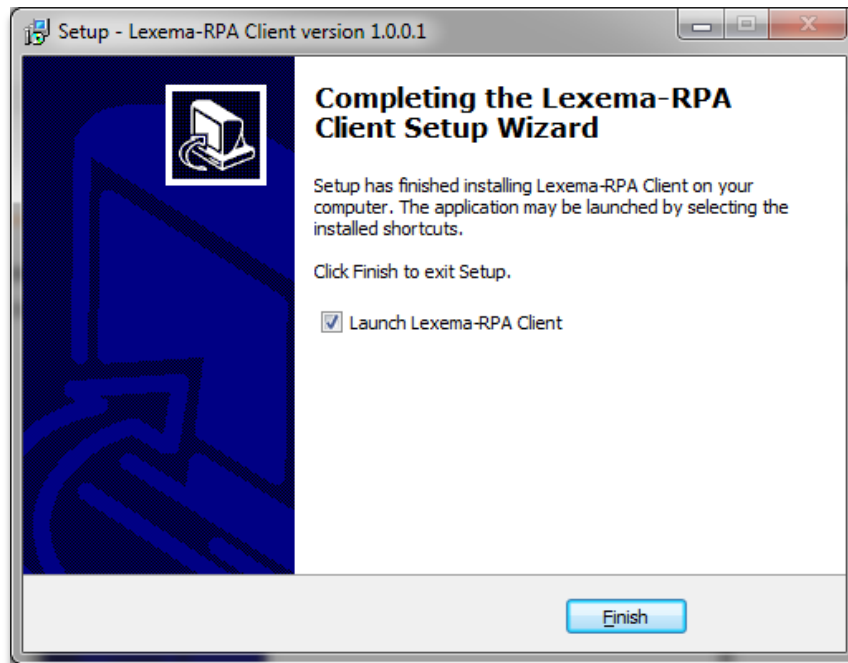 Setup - Lexema-RPA Client version 1.0.0.1
Completing the Lexema-RPA
Client Setup Wizard
Setup has finished installing Lexema-RPA Client on your
computer. The application may be launched by selecting the
installed shortcuts.
Click Finish to exit Setup.
Launch Lexema-RPA Client
Finish